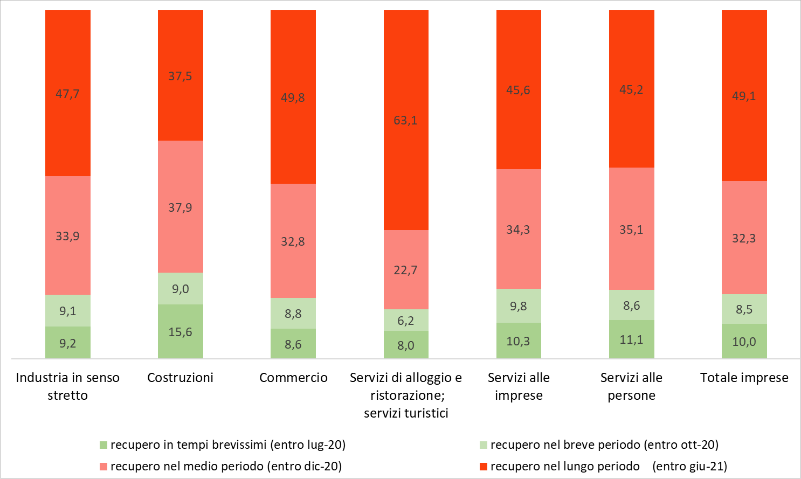 47,7
37,5
49,8
63,1
45,6
45,2
49,1
33,9
37,9
32,8
22,7
34,3
35,1
32,3
9,1
9,0
8,8
6,2
9,8
8,6
8,5
9,2
15,6
8,6
8,0
10,3
11,1
10,0
Industria in senso
stretto
Costruzioni
Commercio
Servizi di alloggio e
ristorazione;
servizi turistici
Servizi alle
imprese
Servizi alle
persone
Totale imprese
recupero in tempi brevissimi (entro lug-20)
recupero nel breve periodo (entro ott-20)
recupero nel medio periodo (entro dic-20)
recupero nel lungo periodo (entro giu-21)